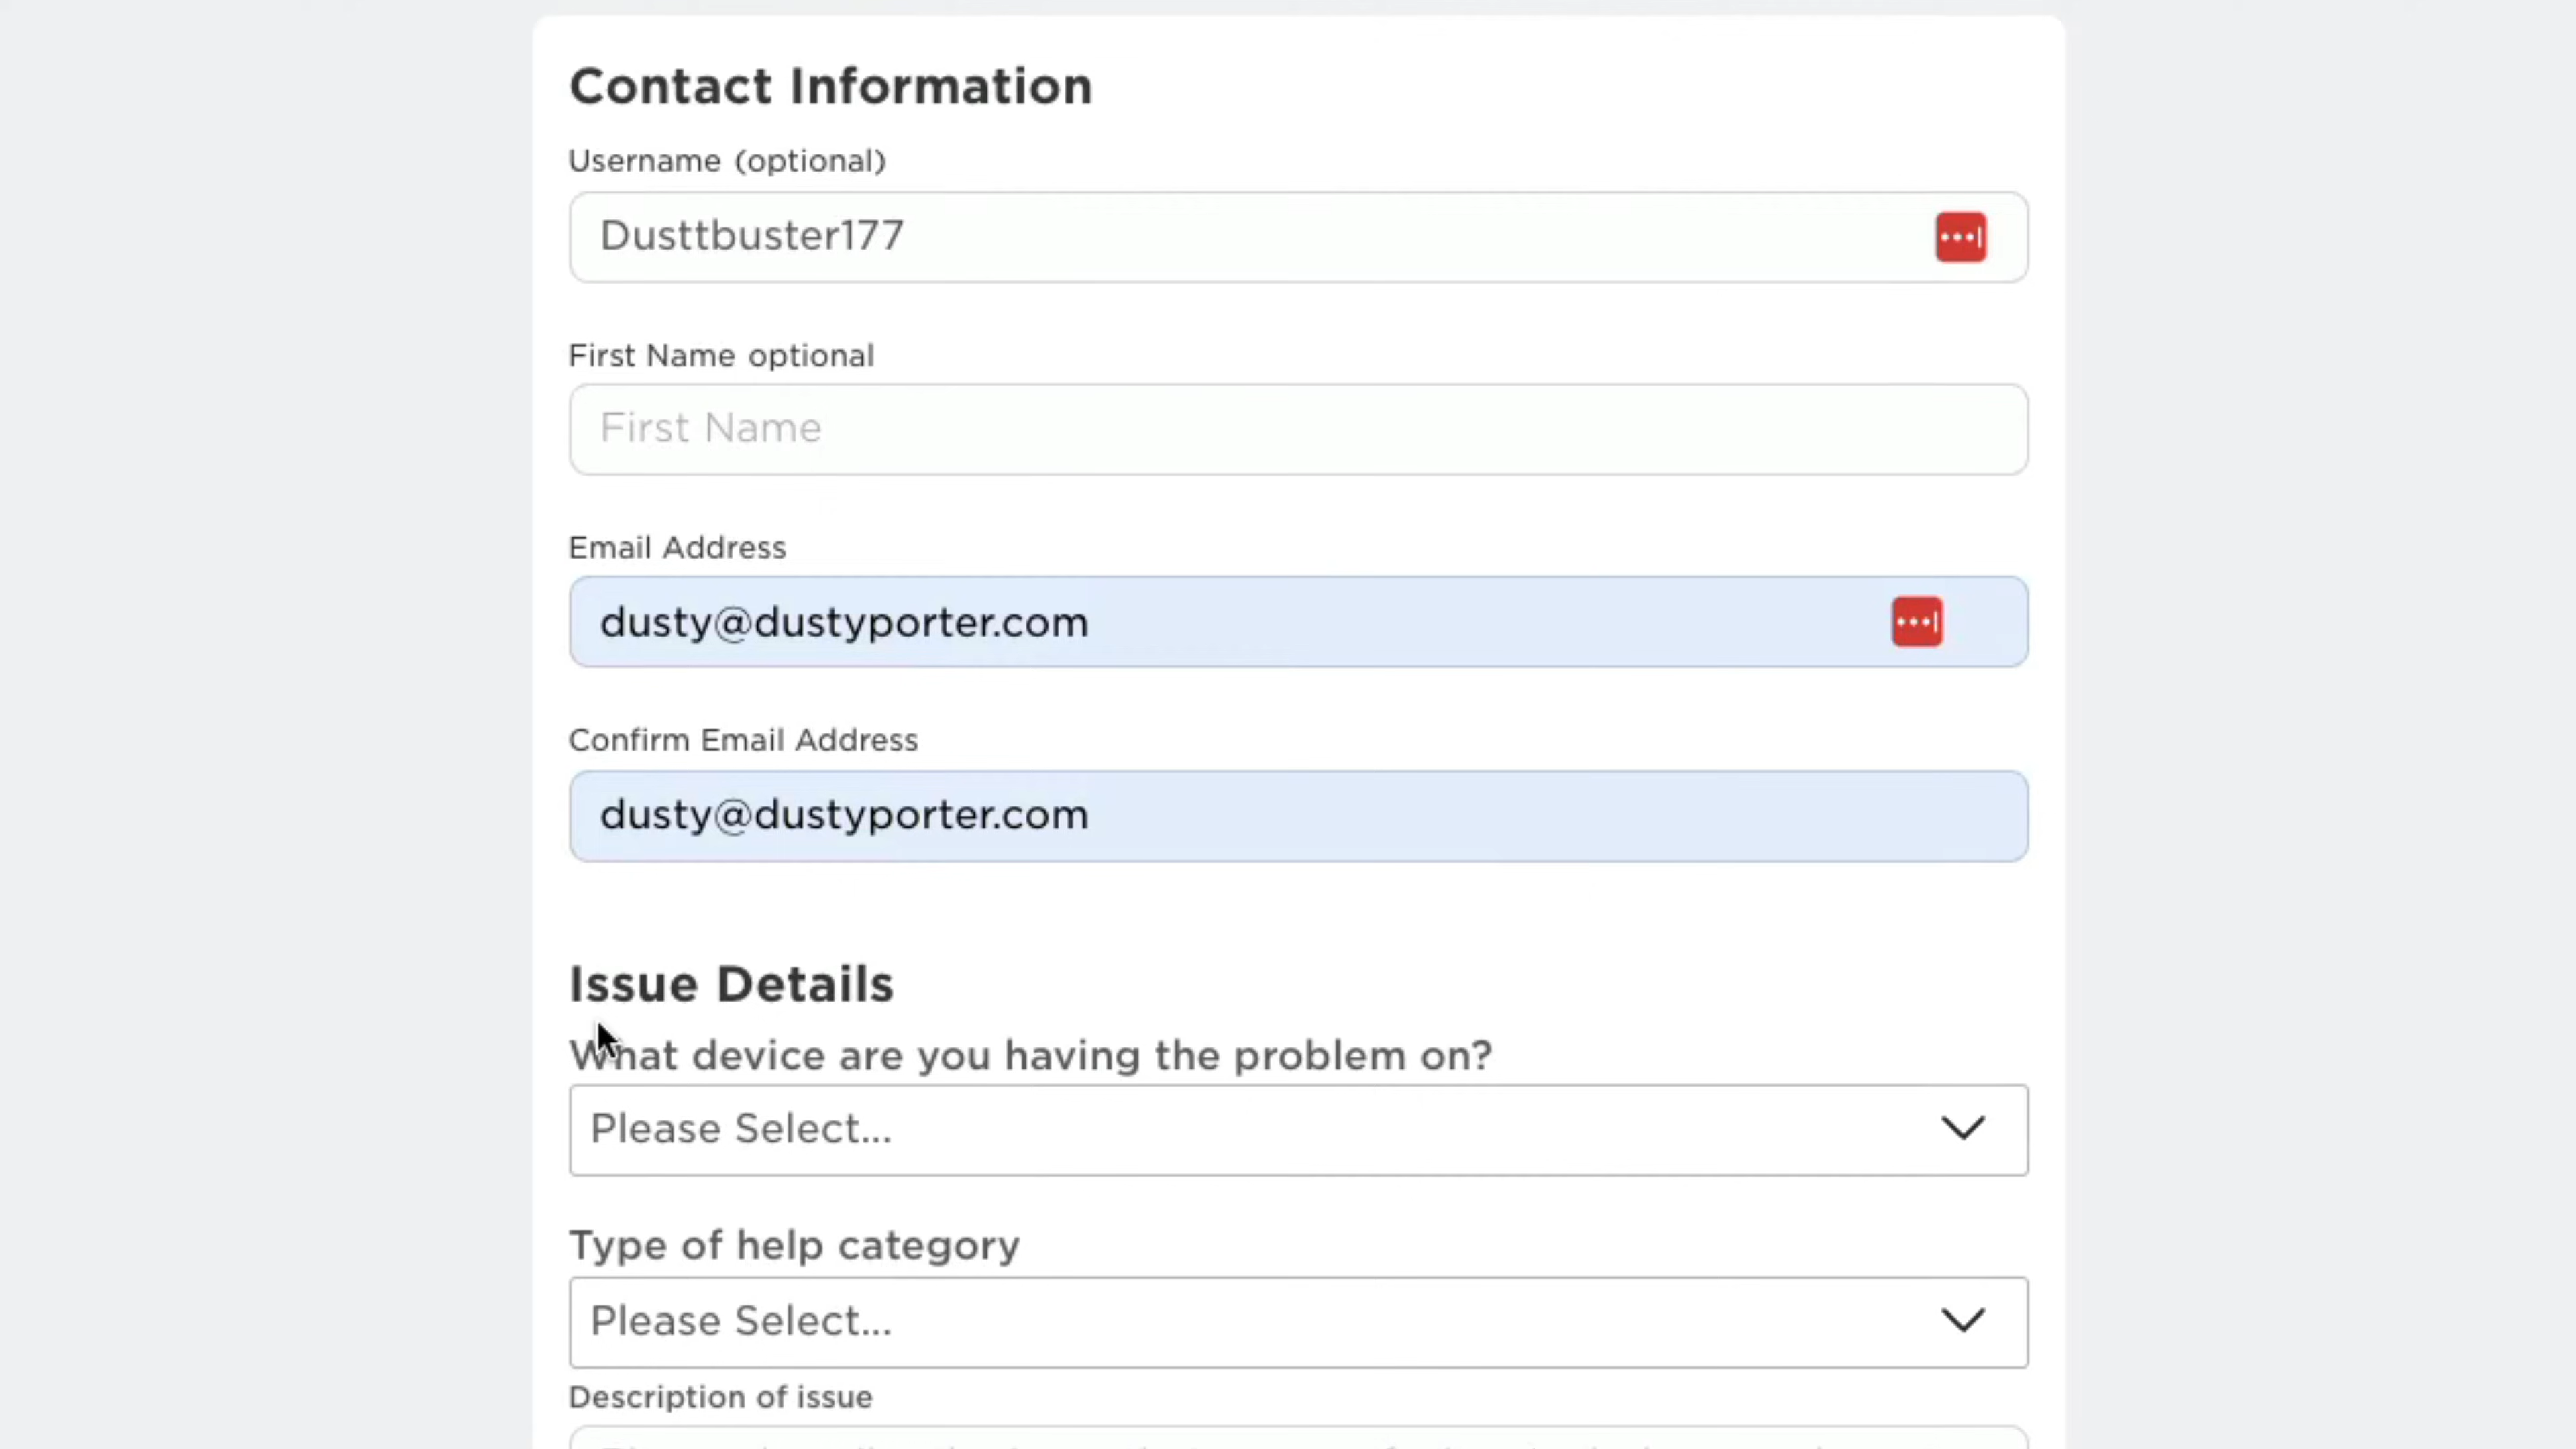 Contact Information
Username (optional)
Dusttbuster177
First Name optional
First Name
Email Address
dusty@dustyporter.com
Confirm Email Address
dusty@dustyporter.com
Issue Details
What device are you having the problem on?
Please Select...
Type of help category
Please Select...
Description of issue